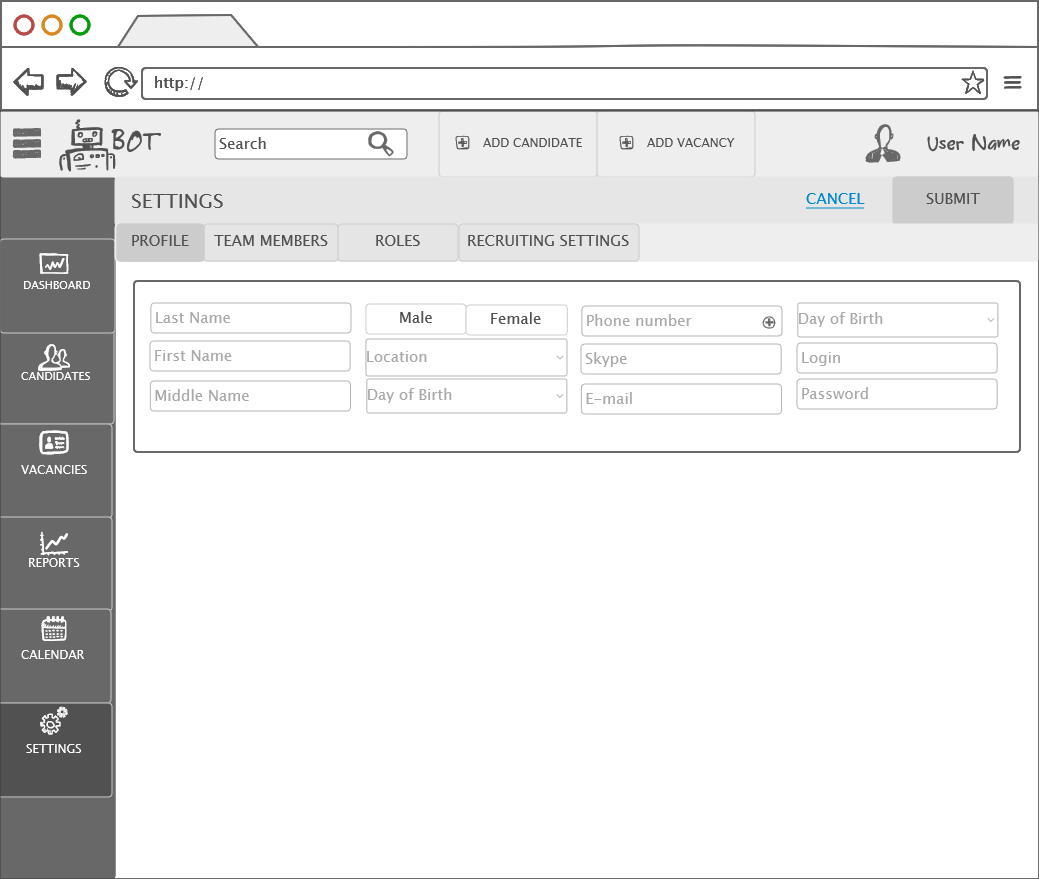 http://
BOT
Search
ADD CANDIDATE
ADD VACANCY
User Name
SETTINGS
CANCEL
SUBMIT
PROFILE
TEAM MEMBERS
ROLES
RECRUITING SETTINGS
DASHBOARD
CANDIDATES
VACANCIES
REPORTS
CALENDAR
SETTINGS
Last Name
Male
Female
Phone number
Day of Birth
First Name
Location
Skype
Login
Middle Name
Day of Birth
E-mail
Password